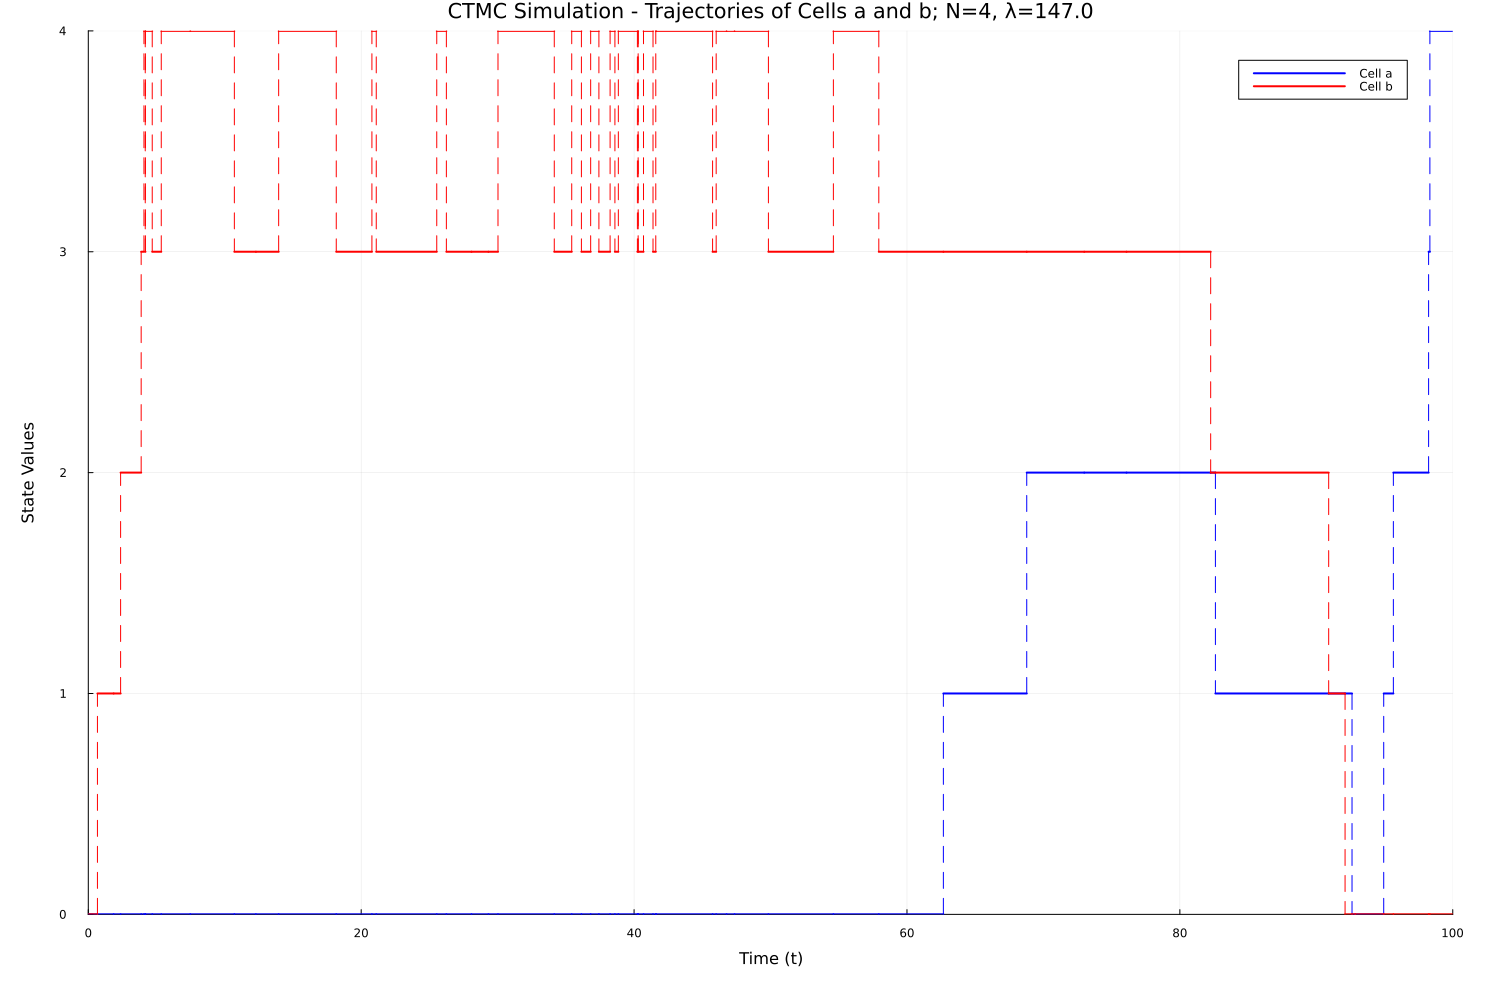 CTMC Simulation - Trajectories of Cells a and b; N=4, λ=147.0
Cell a
Cell b
State Values
4
3
2
1
0
0 20 40 60 80 100
Time (t)